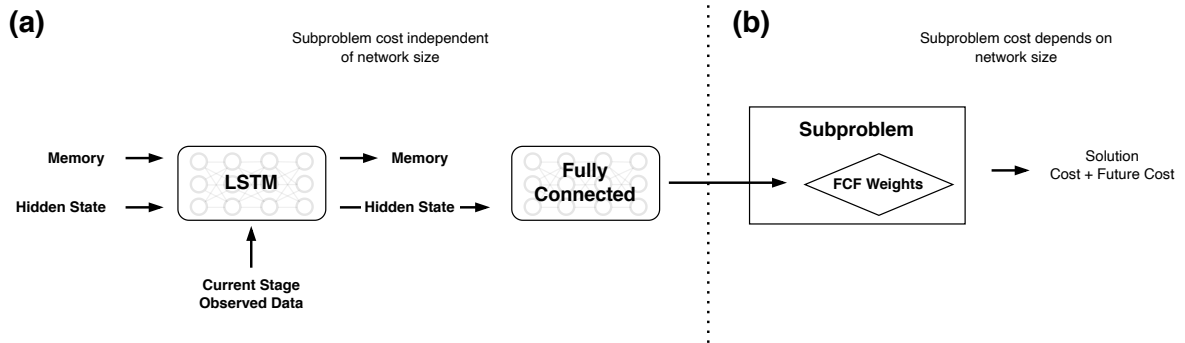 (a)
Subproblem cost independent
of network size
Memory
Hidden State
LSTM
Memory
Hidden State
Current Stage
Observed Data
Fully
Connected
(b)
Subproblem cost depends on
network size
Subproblem
FCF Weights
Solution
Cost + Future Cost